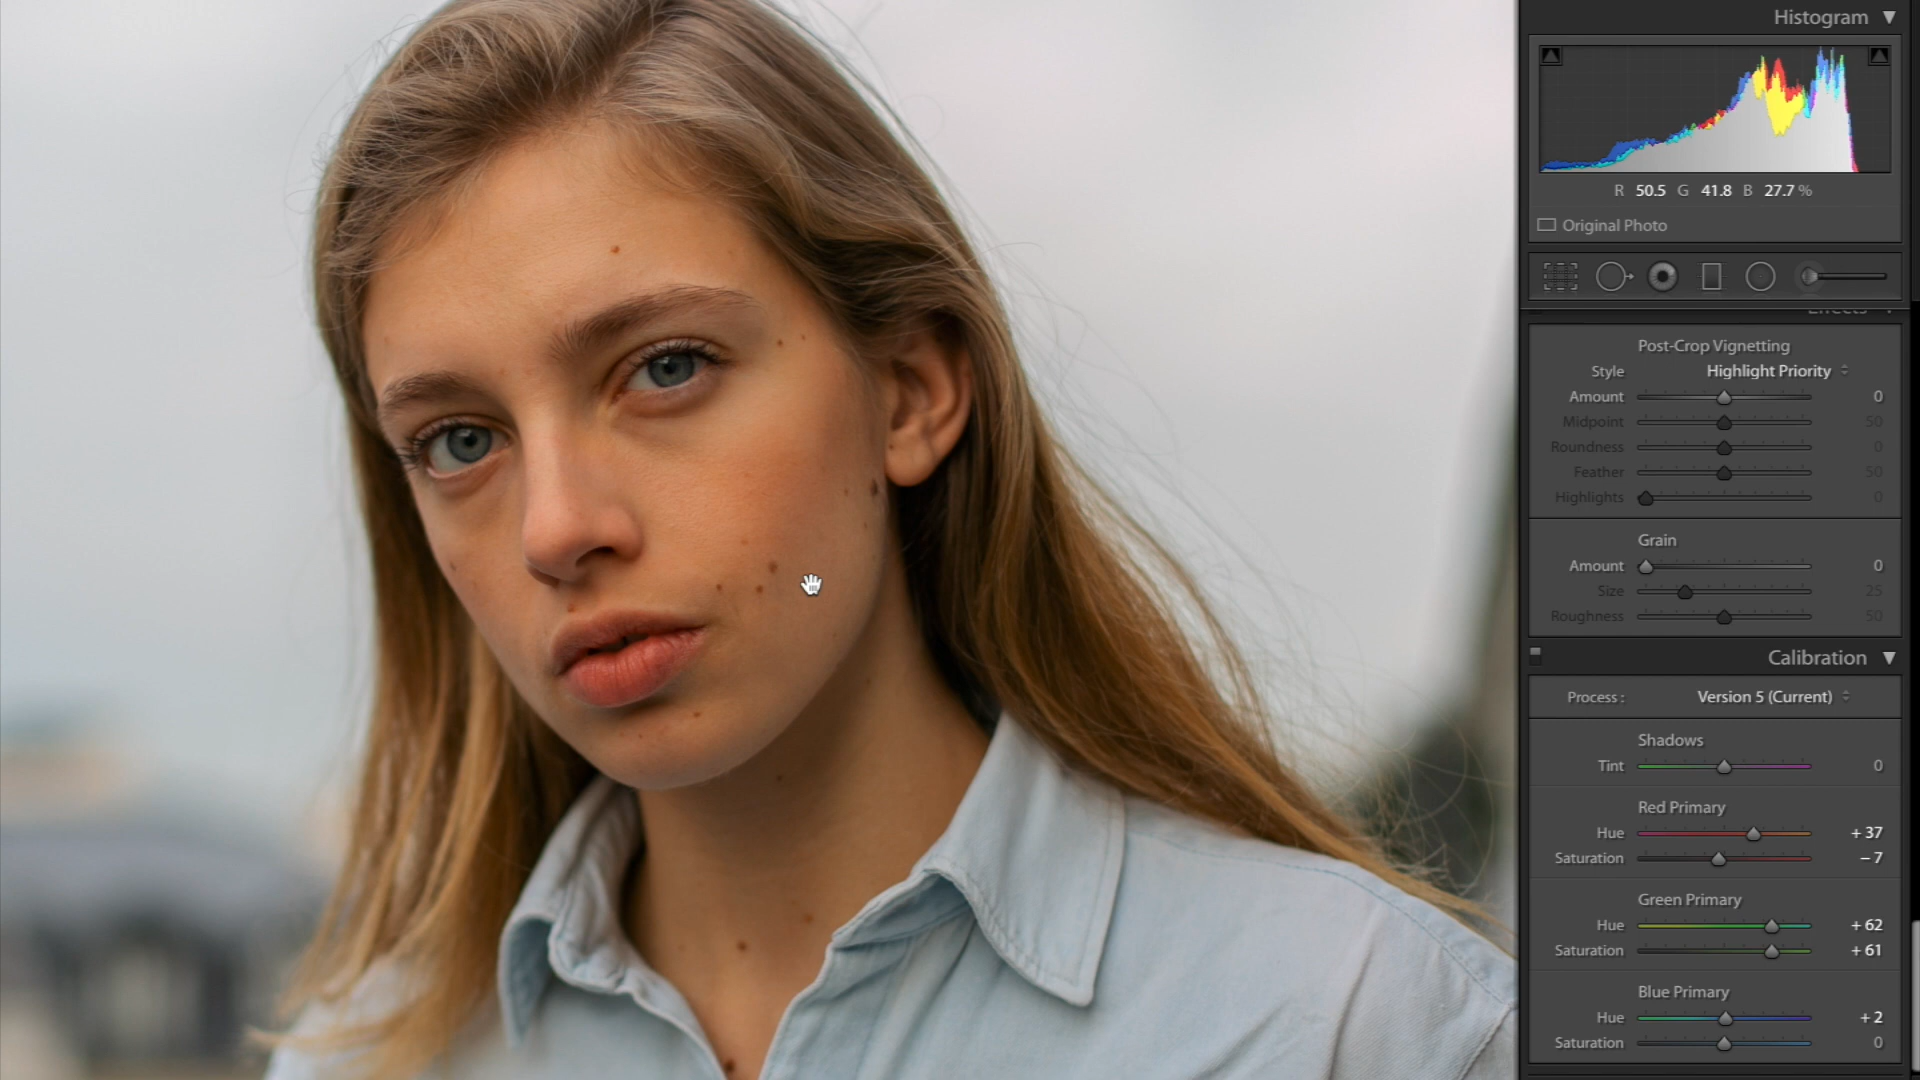 Histogram
R 50.5 G 41.8 B 27.7 %
Original Photo
Effects
Post-Crop Vignetting
Style Highlight Priority
Amount 0
Midpoint 50
Roundness 0
Feather 50
Highlights 0
Grain
Amount 0
Size 25
Roughness 50
Calibration
Process : Version 5 (Current)
Shadows
Tint 0
Red Primary
Hue + 37
Saturation – 7
Green Primary
Hue + 62
Saturation + 61
Blue Primary
Hue + 2
Saturation 0